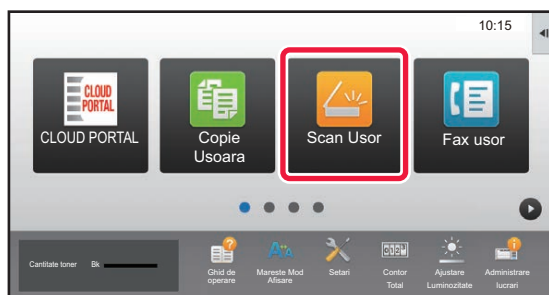 10:15
CLOUD
PORTAL
CLOUD PORTAL
Copie
Usoara
Scan Usor
Fax usor
Cantitate toner Bk
Ghid de
operare
Mareste Mod
Afisare
Setari
Contor
Total
Ajustare
Luminozitate
Administrare
lucrari